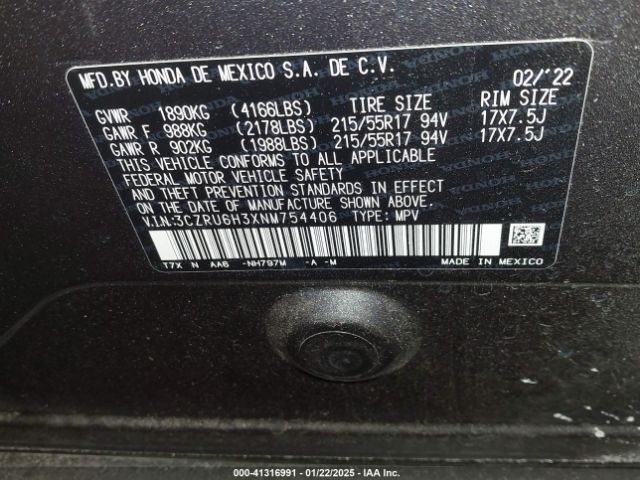 MFD.BY HONDA DE MEXICO S.A. DE C.V. 02/'22
GVWR 1890KG (4166LBS) TIRE SIZE RIM SIZE
GAWR F 988KG (2178LBS) 215/55R17 94V 17X7.5J
GAWR R 902KG (1988LBS) 215/55R17 94V 17X7.5J
THIS VEHICLE CONFORMS TO ALL APPLICABLE
FEDERAL MOTOR VEHICLE SAFETY
AND THEFT PREVENTION STANDARDS IN EFFECT
ON THE DATE OF MANUFACTURE SHOWN ABOVE.
V.I.N:3CZRU6H3XNM754406 TYPE: MPV
T7X N AA6 -NH797M -A -M MADE IN MEXICO
000-41316991 - 01/22/2025 - IAA Inc.